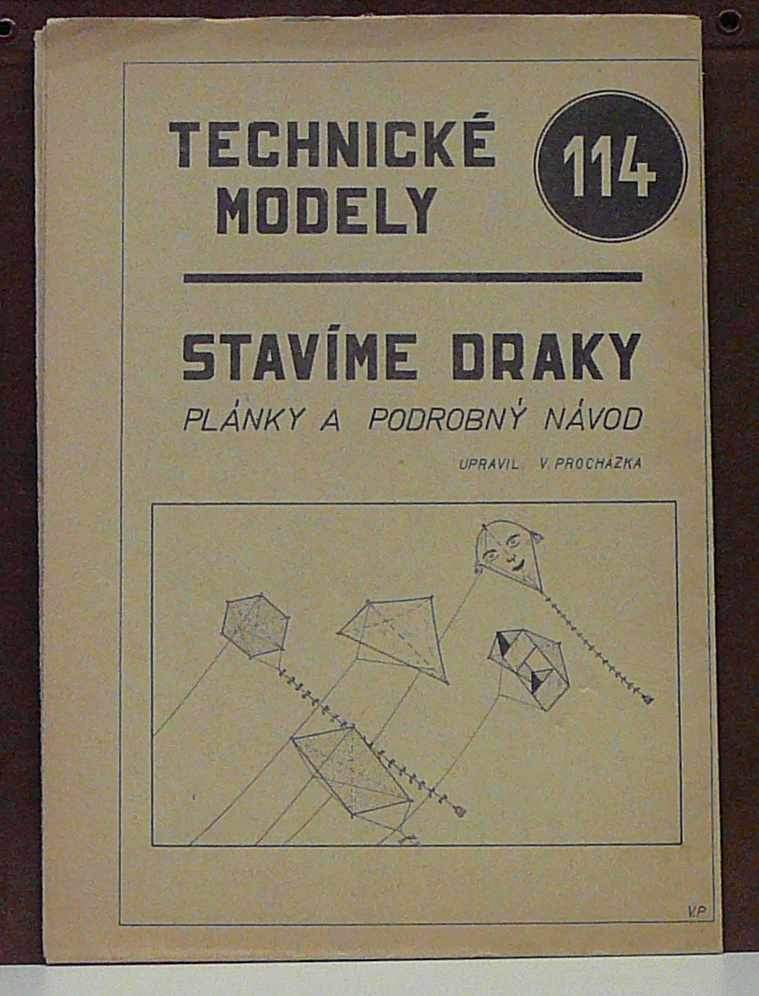 TECHNICKÉ
MODELY
114
STAVÍME DRAKY
PLÁNKY A PODROBNÝ NÁVOD
UPRAVIL V. PROCHÁZKA
V.P.